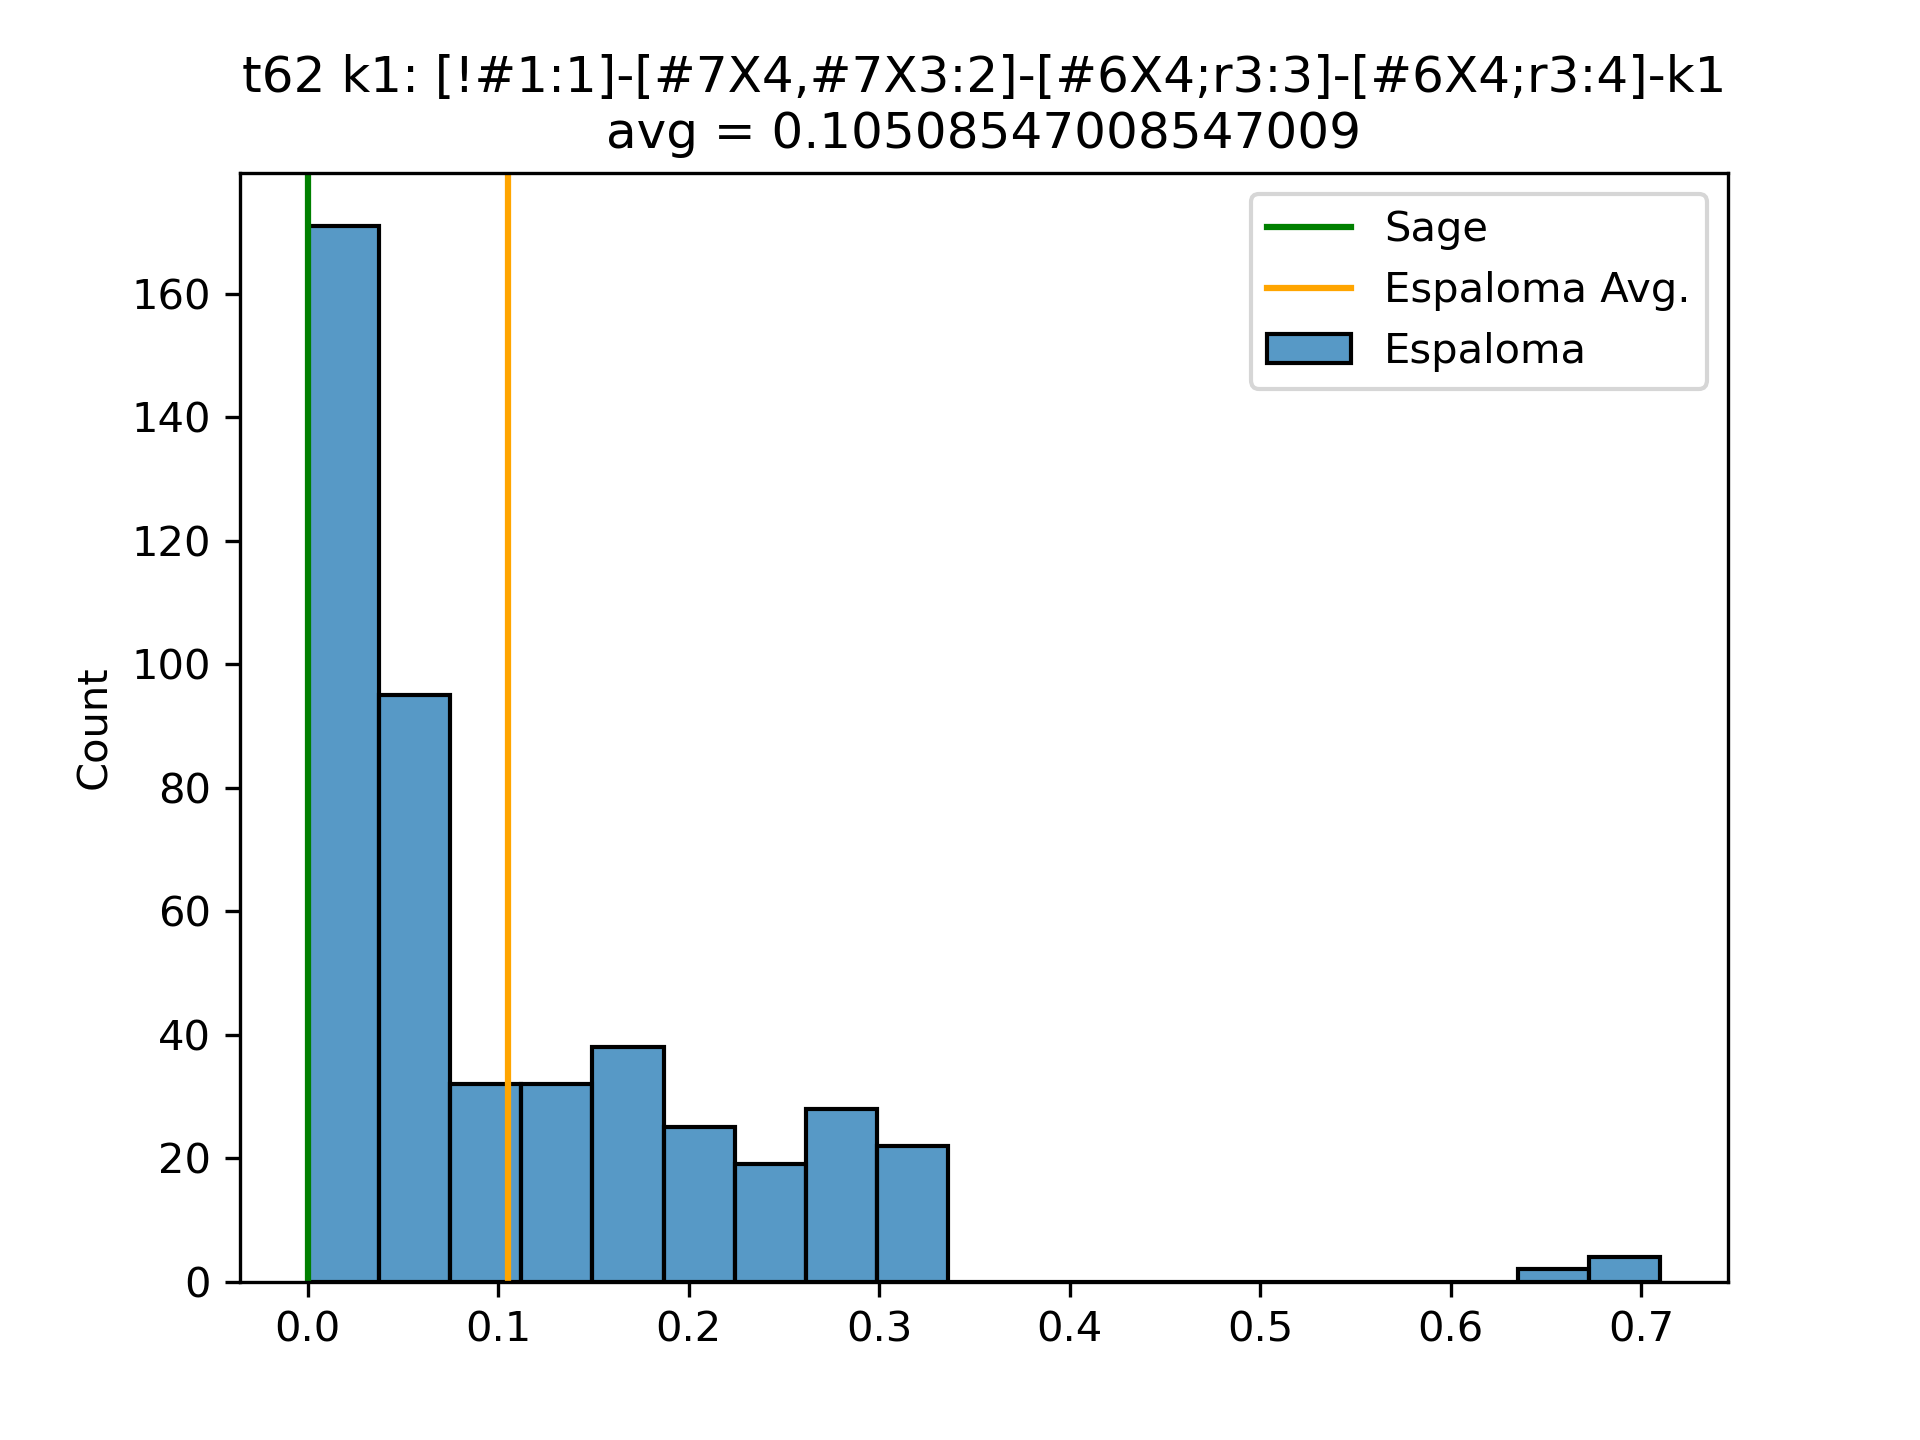 t62 k1: [!#1:1]-[#7X4,#7X3:2]-[#6X4;r3:3]-[#6X4;r3:4]-k1
avg = 0.10508547008547009
Sage
Espaloma Avg.
Espaloma
160
140
120
100
80
60
40
20
0
Count
0.0 0.1 0.2 0.3 0.4 0.5 0.6 0.7